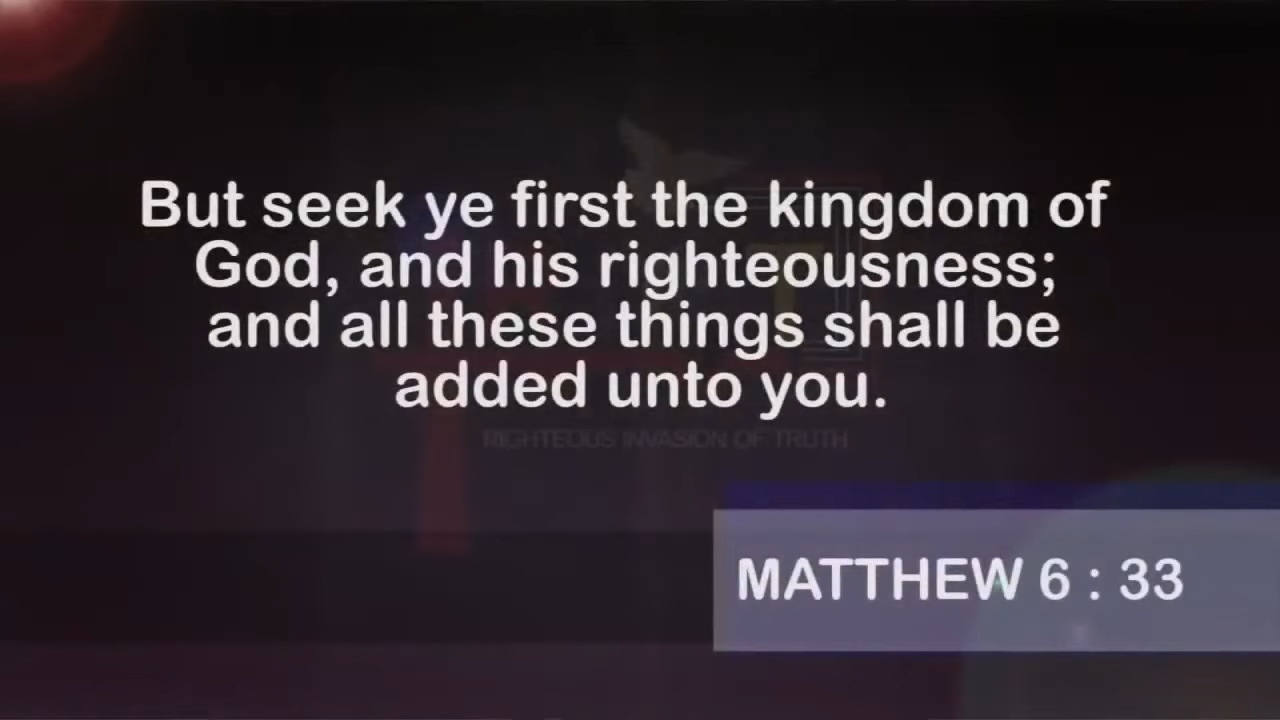 But seek ye first the kingdom of
God, and his righteousness;
and all these things shall be
added unto you.
RIGHTEOUS INVASION OF TRUTH
MATTHEW 6 : 33